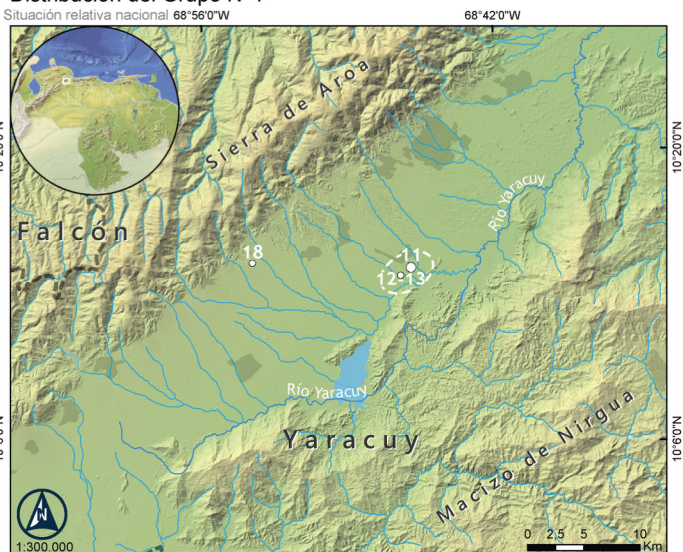 Situación relativa nacional
68°56'0"W
68°42'0"W
Sierra de Aroa
10°20'0"N
Río Yaracuy
Falcón
18
11
12
13
Río Yaracuy
Yaracuy
10°6'0"N
Macizo de Nirgua
N
1:300.000
0 2,5 5 10
Km